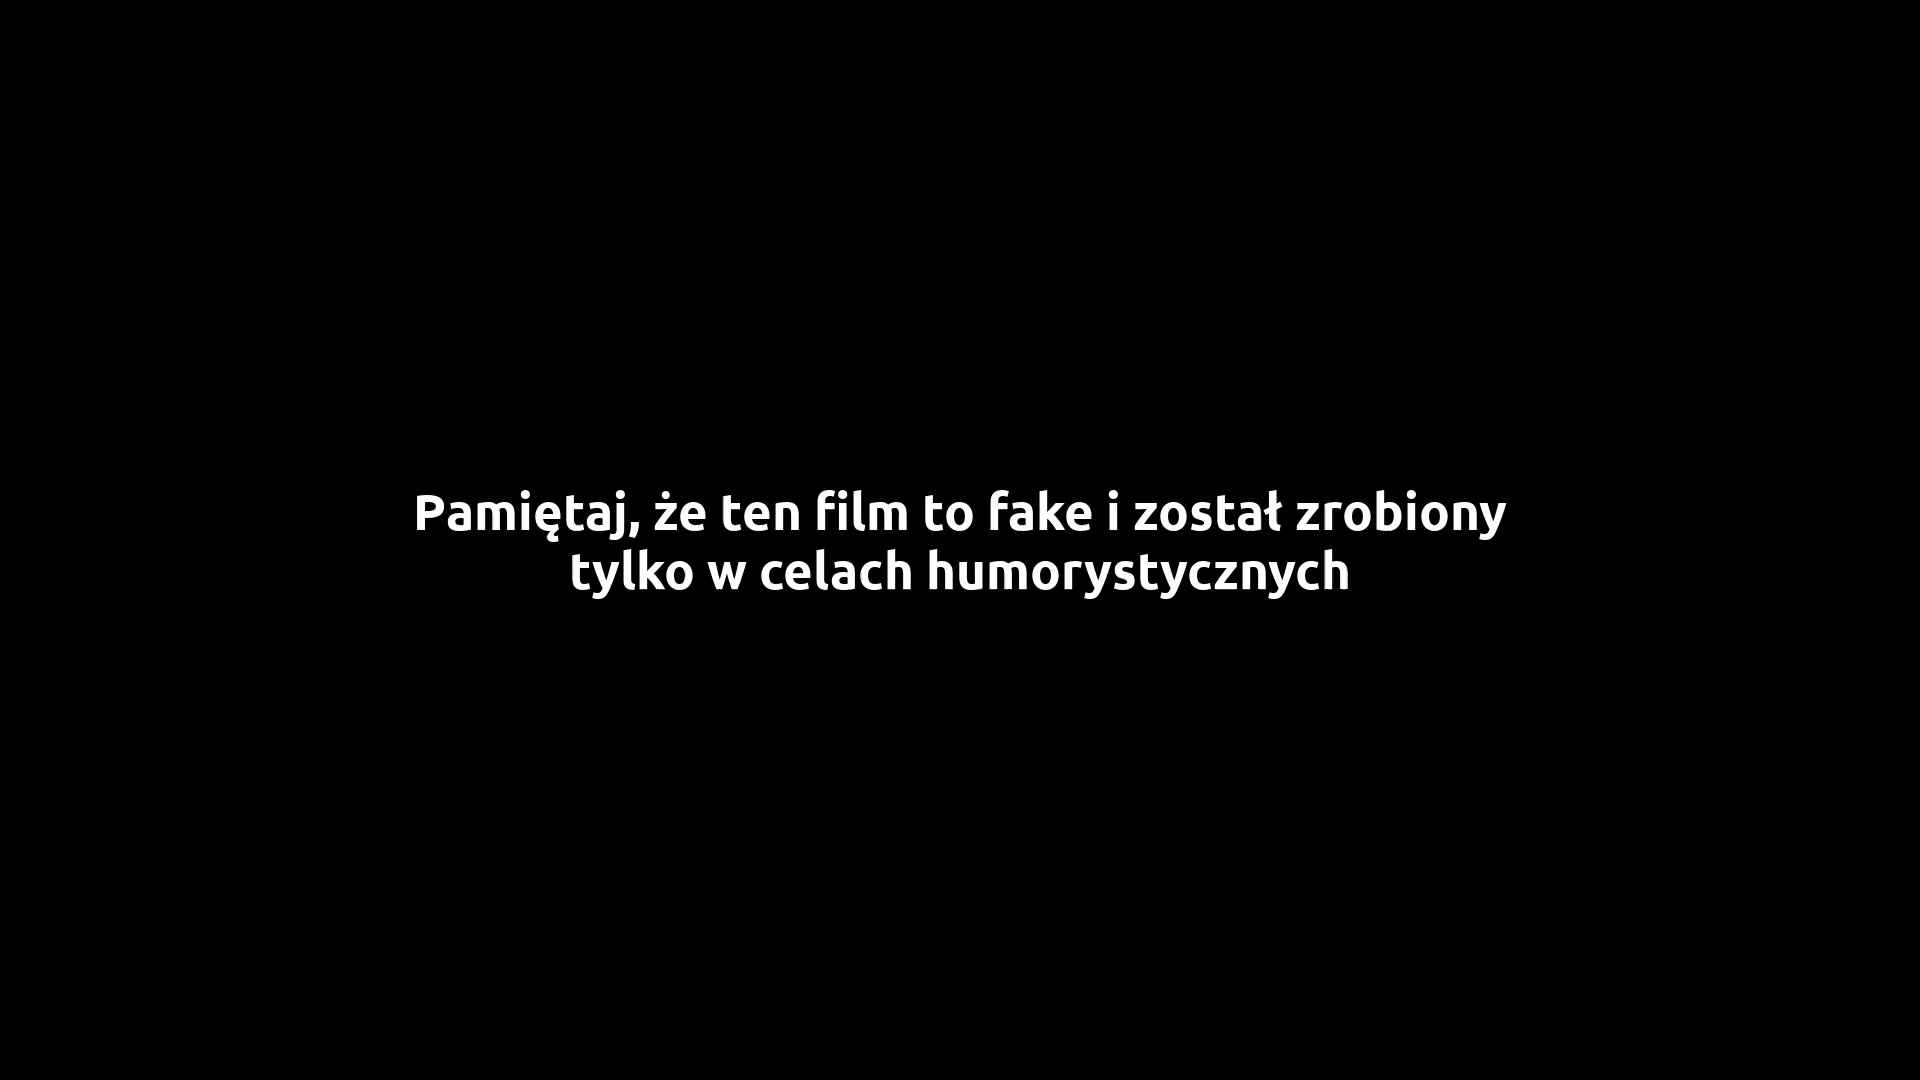 Pamiętaj, że ten film to fake i został zrobiony
tylko w celach humorystycznych